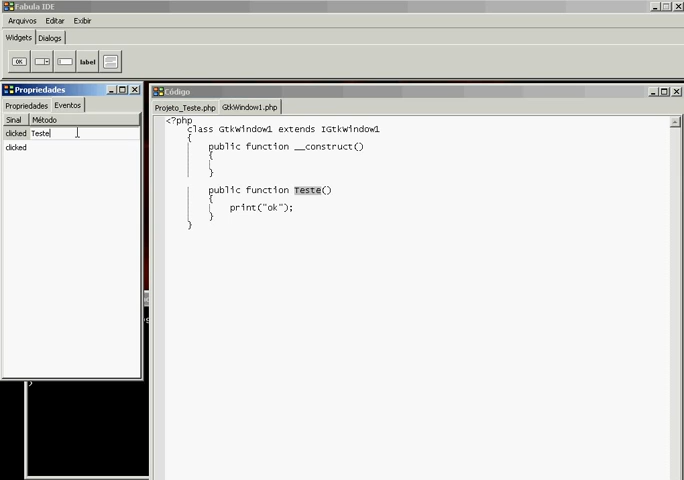 Fabula IDE
Arquivos Editar Exibir
Widgets Dialogs
OK label
Propriedades
Propriedades Eventos
Sinal Método
clicked Teste
clicked
Código
Projeto_Teste.php GtkWindow1.php
<?php
class GtkWindow1 extends IGtkWindow1
{
public function __construct()
{
}
public function Teste()
{
print("ok");
}
}